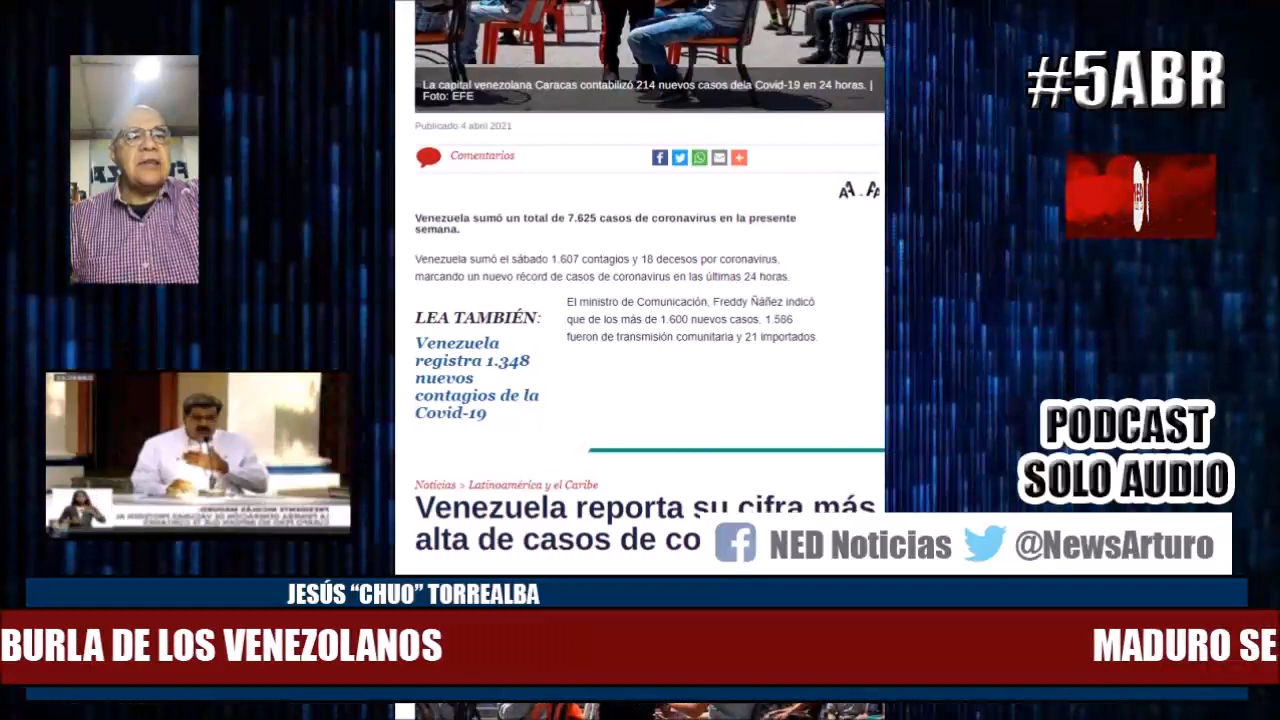 La capital venezolana Caracas contabilizó 214 nuevos casos dela Covid-19 en 24 horas. |
Foto: EFE
#5ABR
Publicado 4 abril 2021
Comentarios
Venezuela sumó un total de 7.625 casos de coronavirus en la presente
semana.
Venezuela sumó el sábado 1.607 contagios y 18 decesos por coronavirus,
marcando un nuevo récord de casos de coronavirus en las últimas 24 horas.
El ministro de Comunicación, Freddy Ñáñez indicó
que de los más de 1.600 nuevos casos, 1.586
fueron de transmisión comunitaria y 21 importados.
LEA TAMBIÉN:
Venezuela
registra 1.348
nuevos
contagios de la
Covid-19
PODCAST
SOLO AUDIO
Noticias > Latinoamérica y el Caribe
Venezuela reporta su cifra más
alta de casos de co
NED Noticias @NewsArturo
JESÚS “CHUO” TORREALBA
BURLA DE LOS VENEZOLANOS MADURO SE